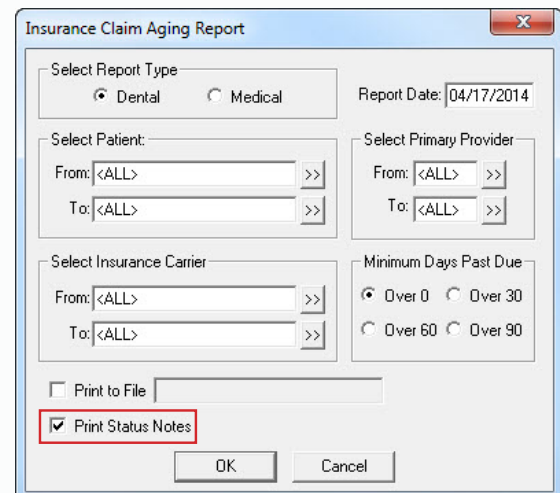 Insurance Claim Aging Report
Select Report Type
Dental Medical
Report Date: 04/17/2014
Select Patient:
From: <ALL> >>
To: <ALL> >>
Select Primary Provider
From: <ALL> >>
To: <ALL> >>
Select Insurance Carrier
From: <ALL> >>
To: <ALL> >>
Minimum Days Past Due
Over 0 Over 30
Over 60 Over 90
Print to File
Print Status Notes
OK Cancel